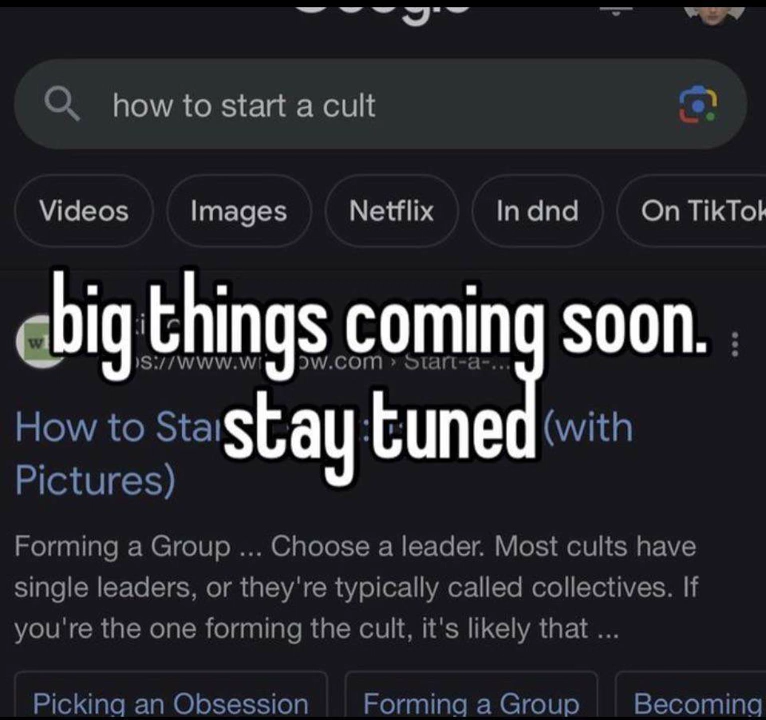 how to start a cult
Videos Images Netflix In dnd On TikTok
big things coming soon.
stay tuned
How to (with
Pictures)
Forming a Group ... Choose a leader. Most cults have
single leaders, or they're typically called collectives. If
you're the one forming the cult, it's likely that ...
Picking an Obsession Forming a Group Becoming